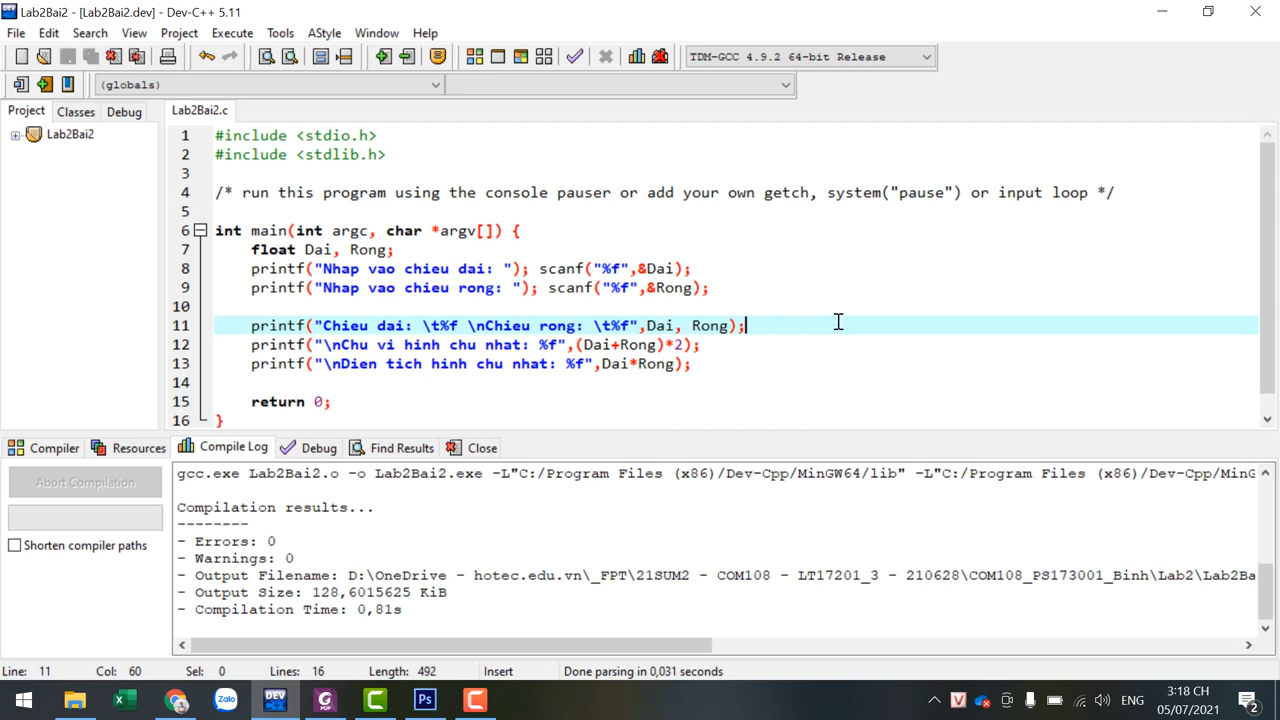 Lab2Bai2 - [Lab2Bai2.dev] - Dev-C++ 5.11
File Edit Search View Project Execute Tools AStyle Window Help
TDM-GCC 4.9.2 64-bit Release
(globals)
Project Classes Debug
Lab2Bai2.c
Lab2Bai2
1 #include <stdio.h>
2 #include <stdlib.h>
3
4 /* run this program using the console pauser or add your own getch, system("pause") or input loop */
5
6 int main(int argc, char *argv[]) {
7 float Dai, Rong;
8 printf("Nhap vao chieu dai: "); scanf("%f",&Dai);
9 printf("Nhap vao chieu rong: "); scanf("%f",&Rong);
10
11 printf("Chieu dai: \t%f \nChieu rong: \t%f",Dai, Rong);
12 printf("\nChu vi hinh chu nhat: %f",(Dai+Rong)*2);
13 printf("\nDien tich hinh chu nhat: %f",Dai*Rong);
14
15 return 0;
16 }
Compiler Resources Compile Log Debug Find Results Close
Abort Compilation
Shorten compiler paths
gcc.exe Lab2Bai2.o -o Lab2Bai2.exe -L"C:/Program Files (x86)/Dev-Cpp/MinGW64/lib" -L"C:/Program Files (x86)/Dev-Cpp/MinG
Compilation results...
--------
- Errors: 0
- Warnings: 0
- Output Filename: D:\OneDrive - hotec.edu.vn\_FPT\21SUM2 - COM108 - LT17201_3 - 210628\COM108_PS173001_Binh\Lab2\Lab2Ba
- Output Size: 128,6015625 KiB
- Compilation Time: 0,81s
Line: 11 Col: 60 Sel: 0 Lines: 16 Length: 492 Insert Done parsing in 0,031 seconds
DEV
Ps
Zalo
V
ENG
3:18 CH
05/07/2021
2